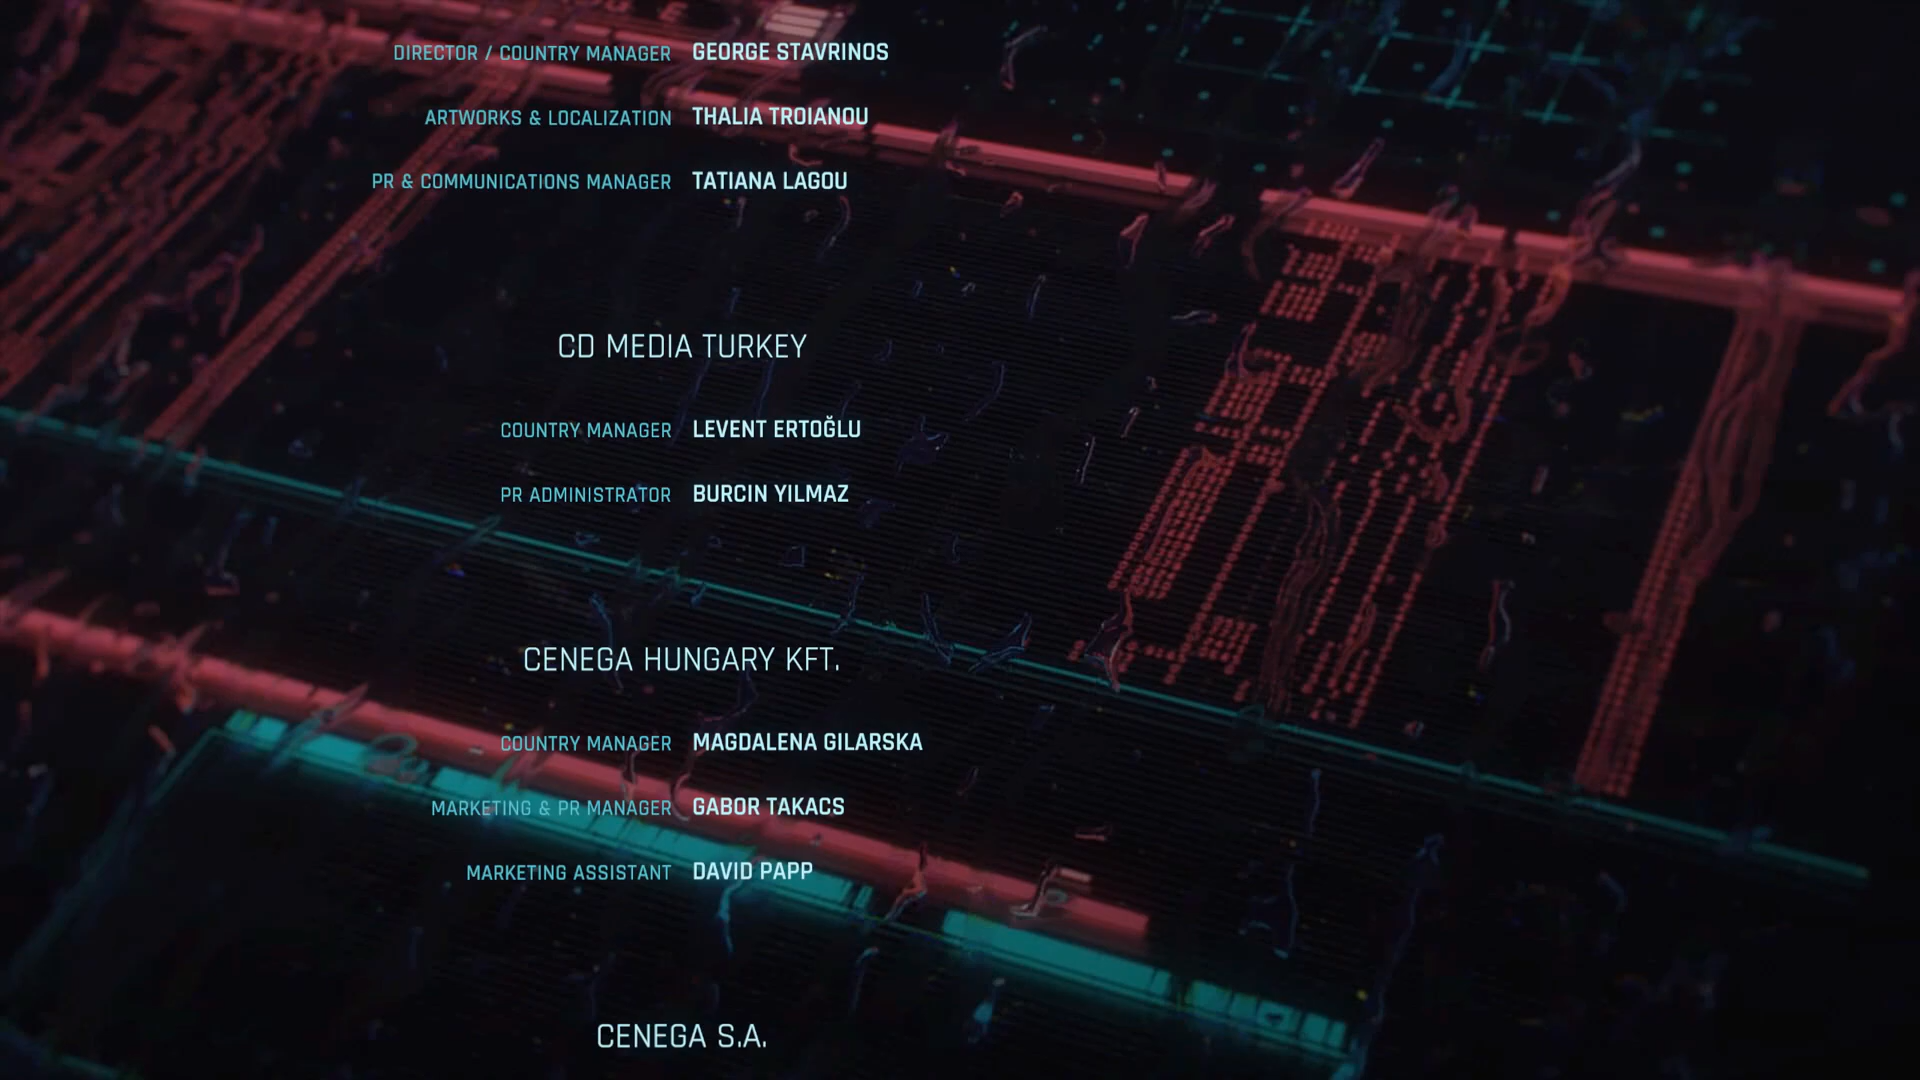 DIRECTOR / COUNTRY MANAGER GEORGE STAVRINOS
ARTWORKS & LOCALIZATION THALIA TROIANOU
PR & COMMUNICATIONS MANAGER TATIANA LAGOU
CD MEDIA TURKEY
COUNTRY MANAGER LEVENT ERTOĞLU
PR ADMINISTRATOR BURCIN YILMAZ
CENEGA HUNGARY KFT.
COUNTRY MANAGER MAGDALENA GILARSKA
MARKETING & PR MANAGER GABOR TAKACS
MARKETING ASSISTANT DAVID PAPP
CENEGA S.A.